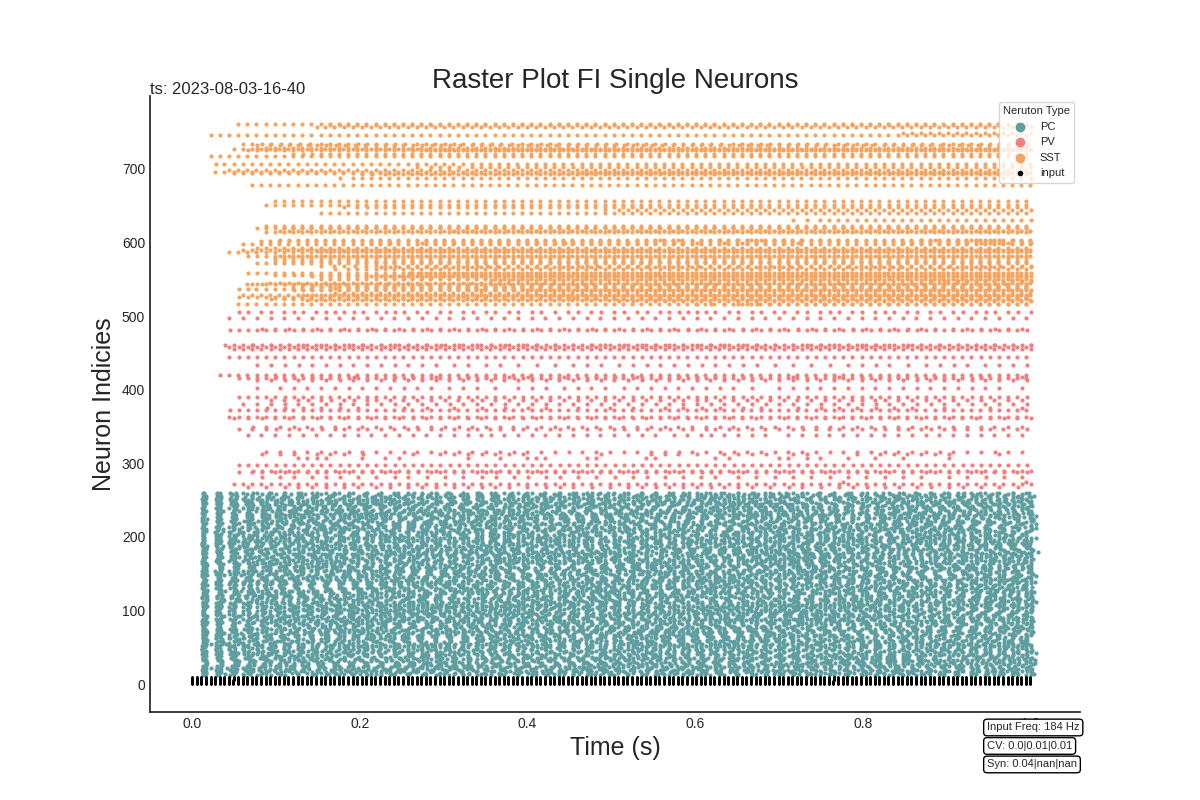 Raster Plot FI Single Neurons
ts: 2023-08-03-16-40
Neruton Type
PC
PV
SST
input
Neuron Indicies
700
600
500
400
300
200
100
0
0.0
0.2
0.4
0.6
0.8
Time (s)
Input Freq: 184 Hz
CV: 0.0|0.01|0.01
Syn: 0.04|nan|nan